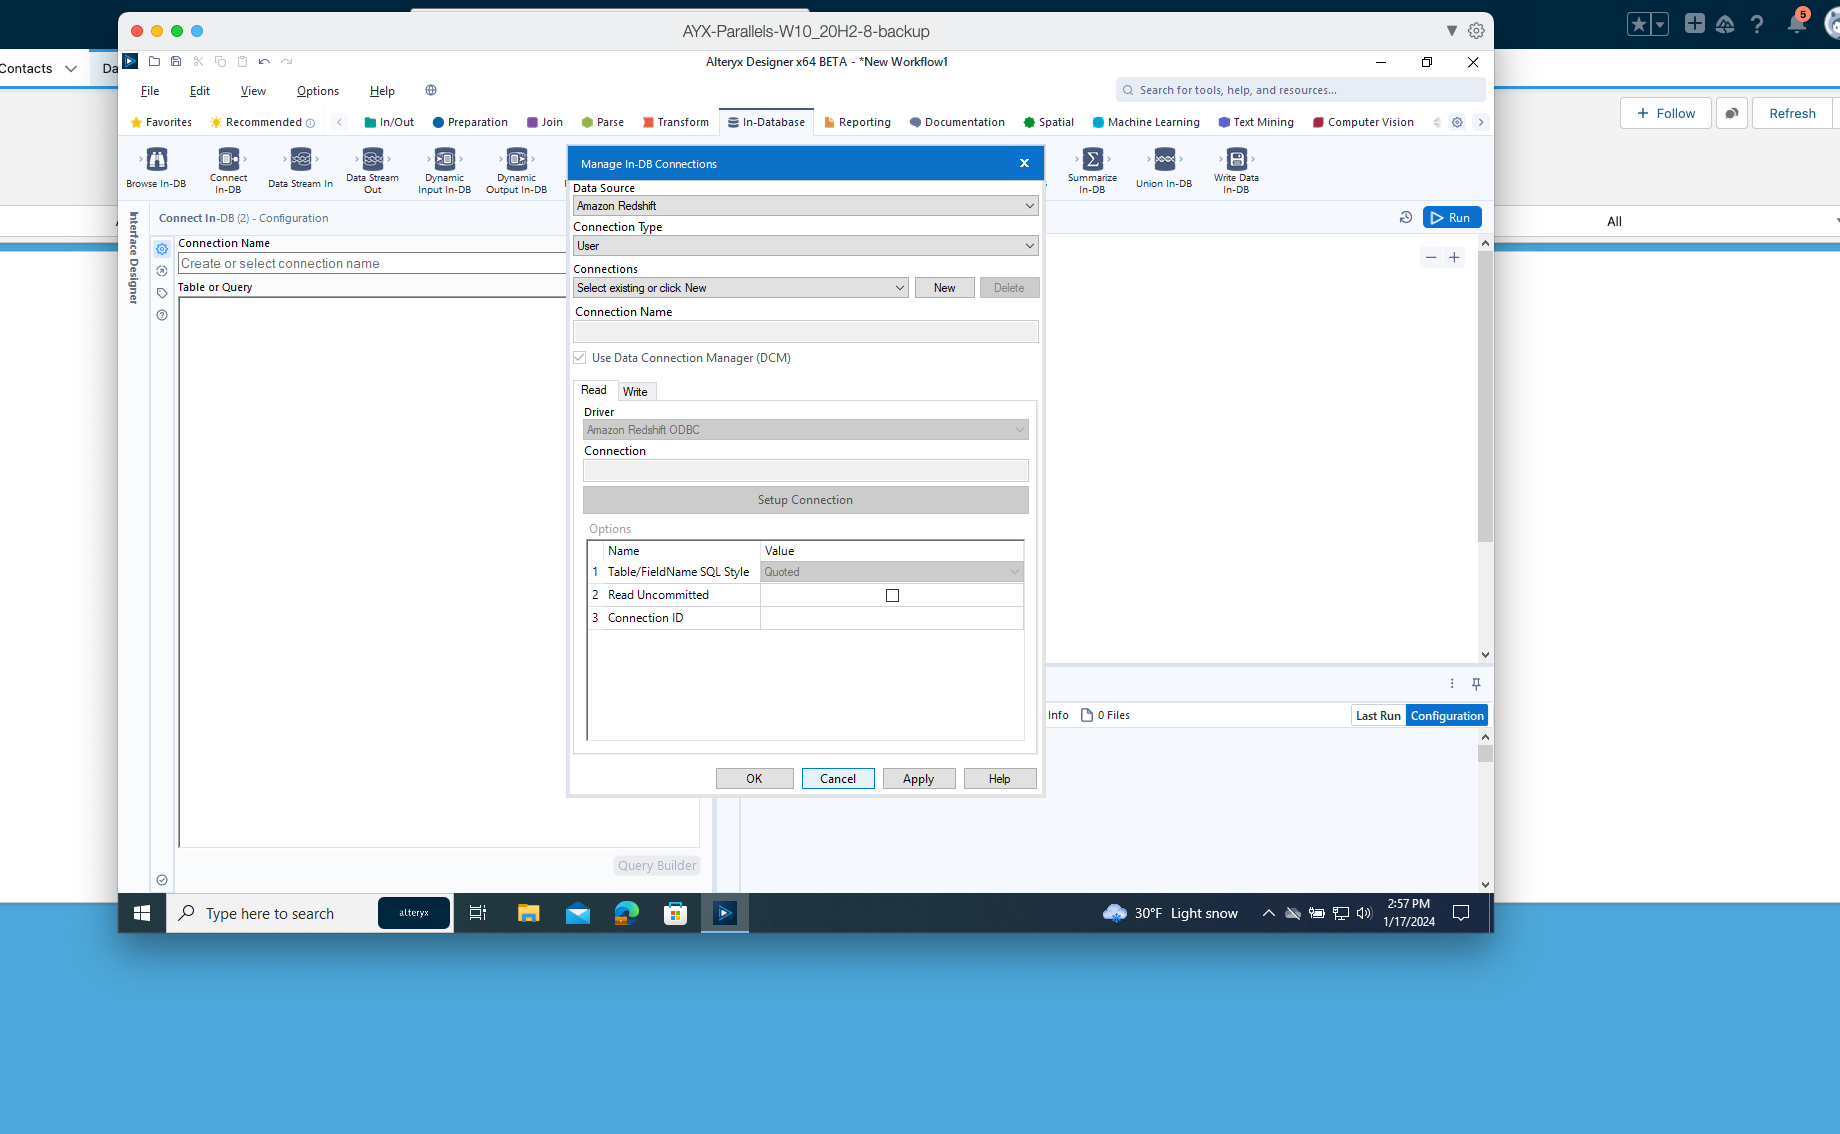 AYX-Parallels-W10_20H2-8-backup
5
Contacts
Da
Alteryx Designer x64 BETA - *New Workflow1
File Edit View Options Help
Search for tools, help, and resources...
Follow
Refresh
Favorites Recommended In/Out Preparation Join Parse Transform In-Database Reporting Documentation Spatial Machine Learning Text Mining Computer Vision
Browse In-DB
Connect
In-DB
Data Stream In
Data Stream
Out
Dynamic
Input In-DB
Dynamic
Output In-DB
Summarize
In-DB
Union In-DB
Write Data
In-DB
Interface Designer
Connect In-DB (2) - Configuration
Run
All
Connection Name
Create or select connection name
Table or Query
Query Builder
Manage In-DB Connections
Data Source
Amazon Redshift
Connection Type
User
Connections
Select existing or click New
New
Delete
Connection Name
Use Data Connection Manager (DCM)
Read Write
Driver
Amazon Redshift ODBC
Connection
Setup Connection
Options
Name Value
1 Table/FieldName SQL Style Quoted
2 Read Uncommitted
3 Connection ID
OK Cancel Apply Help
Info 0 Files
Last Run Configuration
Type here to search
alteryx
30°F Light snow
2:57 PM
1/17/2024